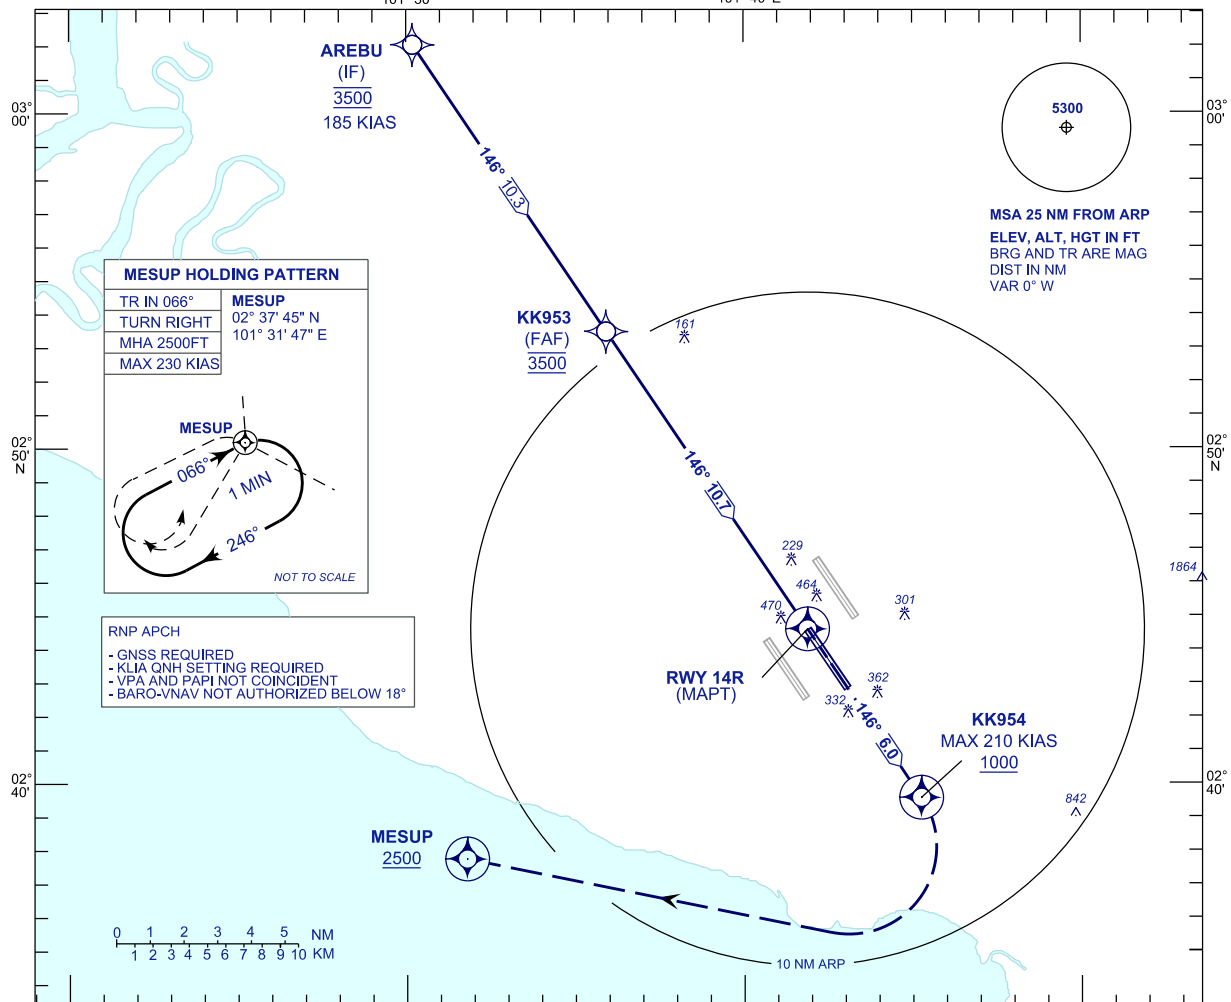 AREBU
(IF)
3500
185 KIAS
03°
00'
03°
00'
5300
MSA 25 NM FROM ARP
ELEV, ALT, HGT IN FT
BRG AND TR ARE MAG
DIST IN NM
VAR 0° W
146° 10.3
MESUP HOLDING PATTERN
TR IN 066°
TURN RIGHT
MHA 2500FT
MAX 230 KIAS
MESUP
02° 37' 45" N
101° 31' 47" E
MESUP
066°
1 MIN
246°
NOT TO SCALE
KK953
(FAF)
3500
161
02°
50'
N
02°
50'
N
146° 10.7
229
464
470
301
1864
RNP APCH
- GNSS REQUIRED
- KLIA QNH SETTING REQUIRED
- VPA AND PAPI NOT COINCIDENT
- BARO-VNAV NOT AUTHORIZED BELOW 18°
RWY 14R
(MAPT)
362
332
146° 6.0
KK954
MAX 210 KIAS
1000
02°
40'
02°
40'
842
MESUP
2500
0 1 2 3 4 5 NM
1 2 3 4 5 6 7 8 9 10 KM
10 NM ARP